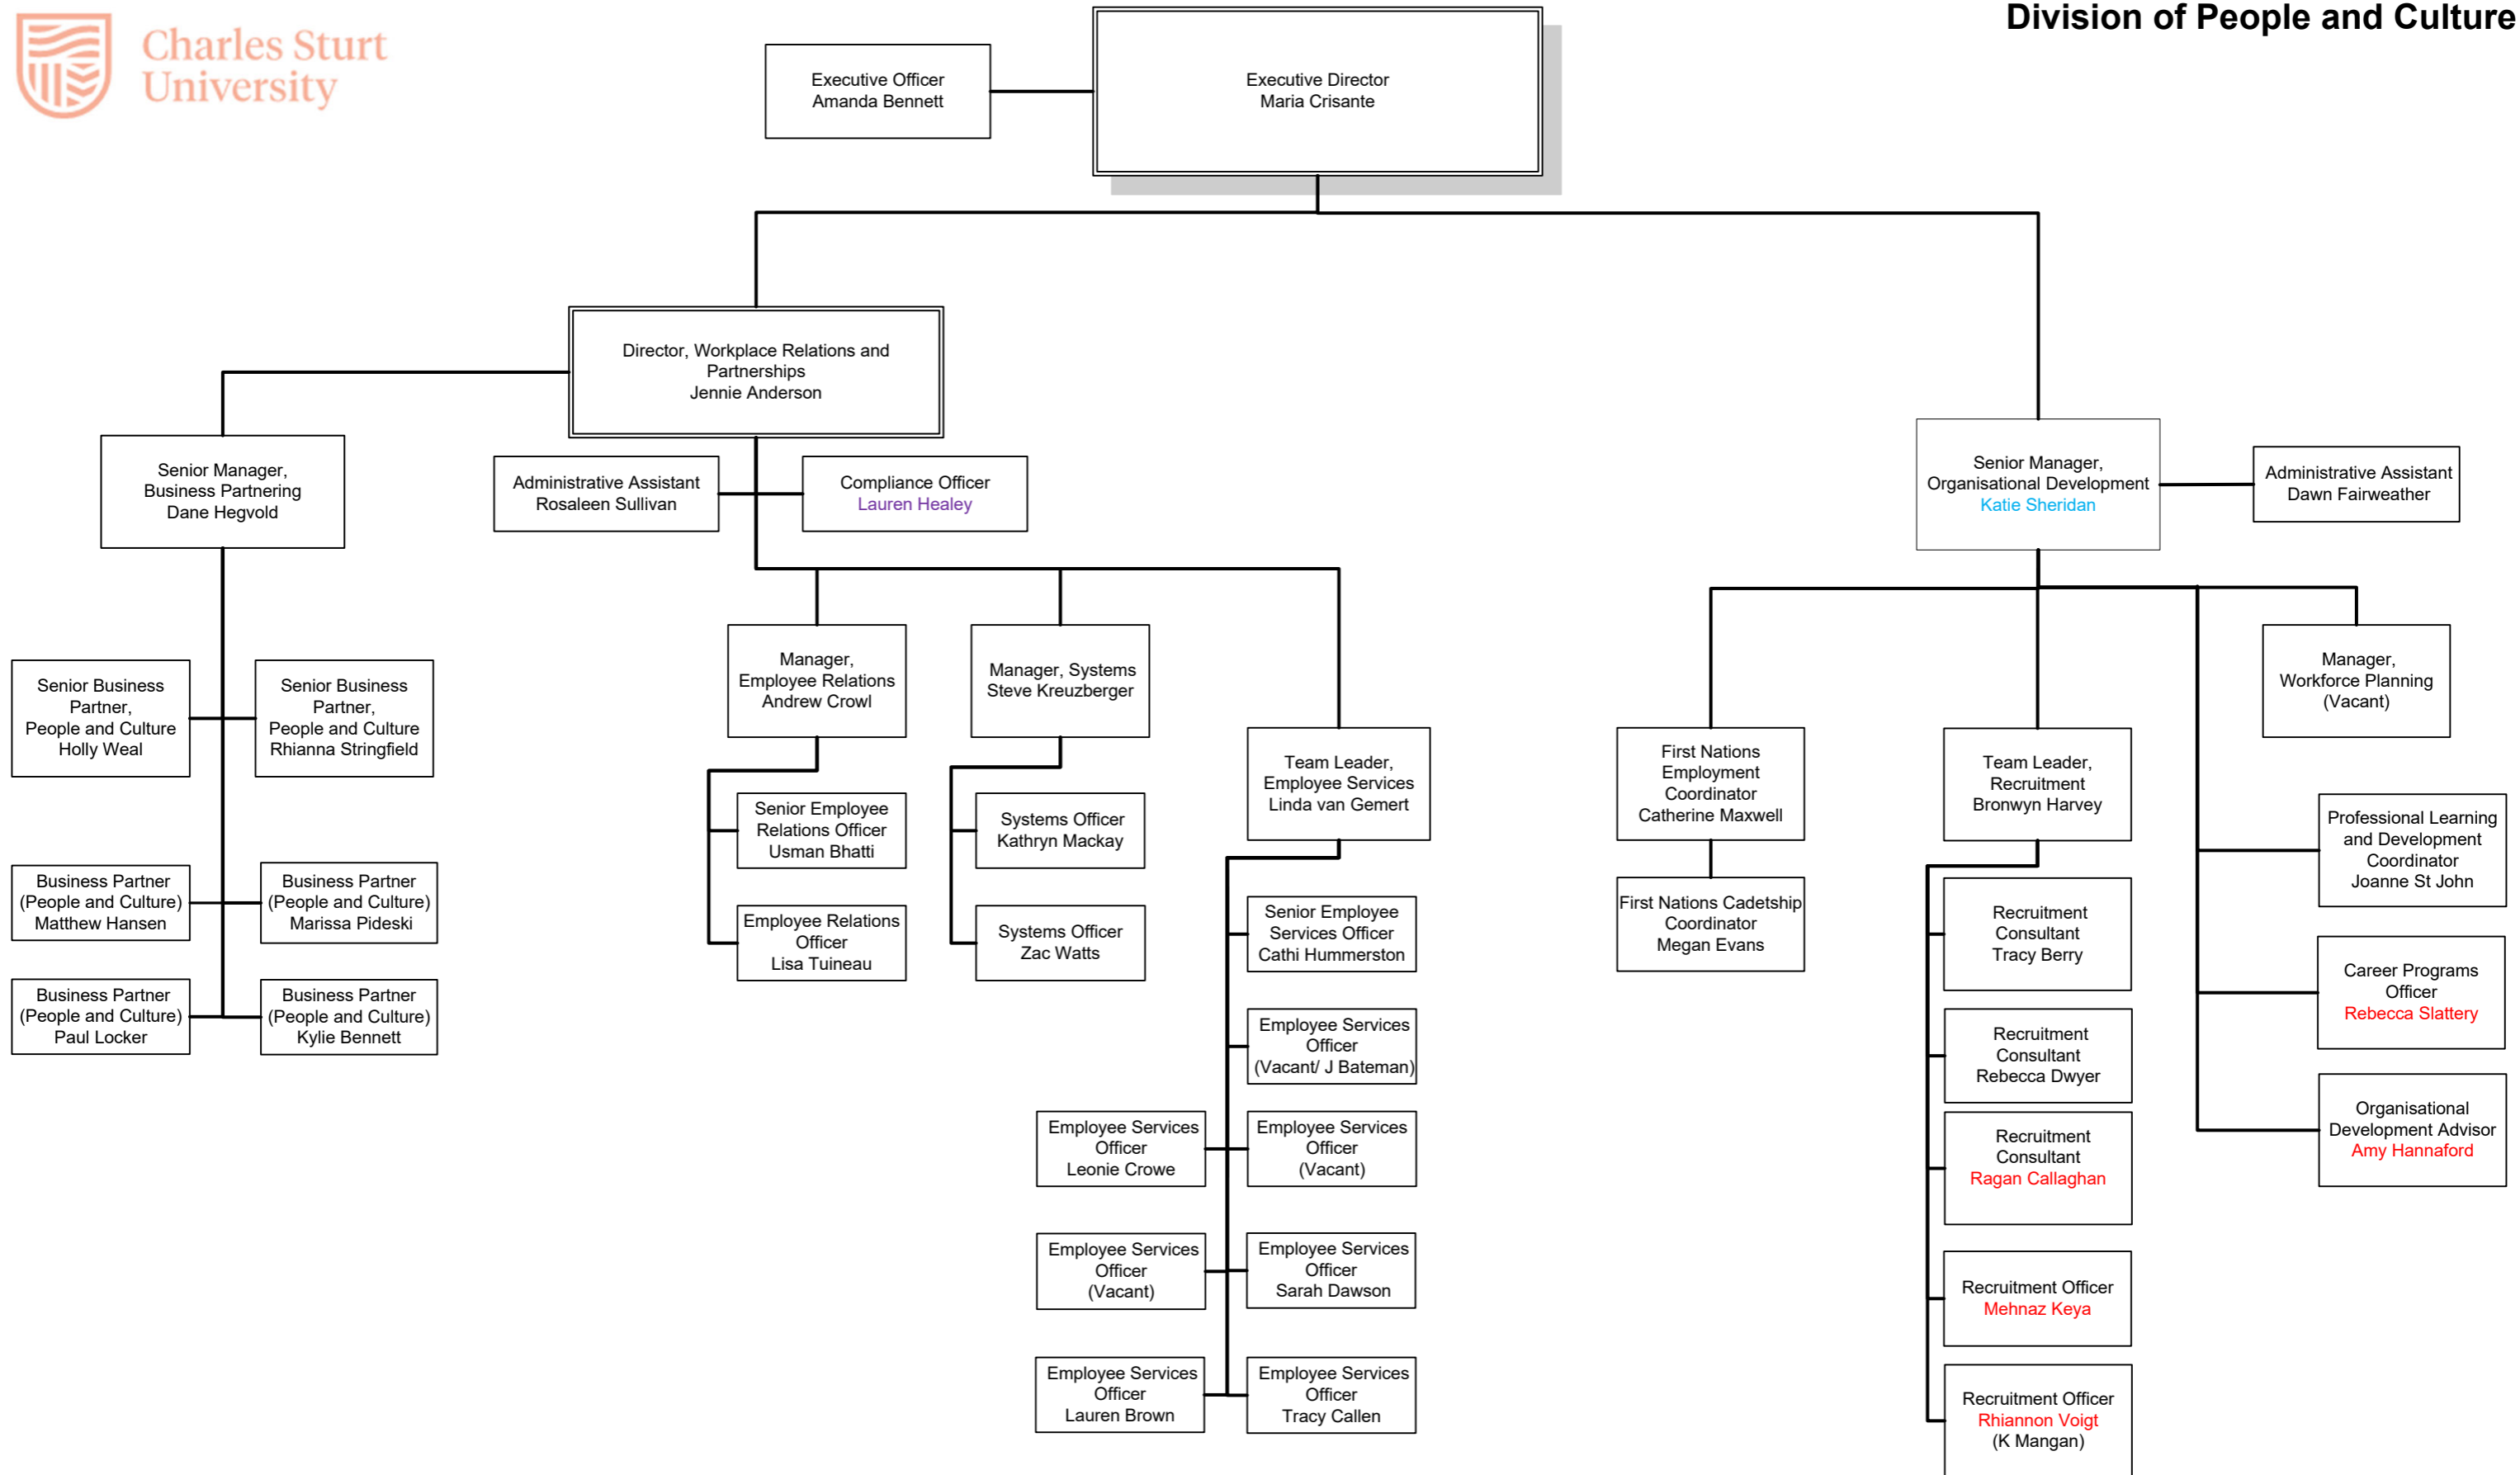 Charles Sturt
University
Division of People and Culture
Executive Officer
Amanda Bennett
Executive Director
Maria Crisante
Director, Workplace Relations and
Partnerships
Jennie Anderson
Senior Manager,
Business Partnering
Dane Hegvold
Administrative Assistant
Rosaleen Sullivan
Compliance Officer
Lauren Healey
Senior Manager,
Organisational Development
Katie Sheridan
Administrative Assistant
Dawn Fairweather
Senior Business
Partner,
People and Culture
Holly Weal
Senior Business
Partner,
People and Culture
Rhianna Stringfield
Business Partner
(People and Culture)
Matthew Hansen
Business Partner
(People and Culture)
Marissa Pideski
Business Partner
(People and Culture)
Paul Locker
Business Partner
(People and Culture)
Kylie Bennett
Manager,
Employee Relations
Andrew Crowl
Senior Employee
Relations Officer
Usman Bhatti
Employee Relations
Officer
Lisa Tuineau
Manager, Systems
Steve Kreuzberger
Systems Officer
Kathryn Mackay
Systems Officer
Zac Watts
Team Leader,
Employee Services
Linda van Gemert
Senior Employee
Services Officer
Cathi Hummerston
Employee Services
Officer
(Vacant/ J Bateman)
Employee Services
Officer
Leonie Crowe
Employee Services
Officer
(Vacant)
Employee Services
Officer
(Vacant)
Employee Services
Officer
Sarah Dawson
Employee Services
Officer
Lauren Brown
Employee Services
Officer
Tracy Callen
First Nations
Employment
Coordinator
Catherine Maxwell
First Nations Cadetship
Coordinator
Megan Evans
Team Leader,
Recruitment
Bronwyn Harvey
Recruitment
Consultant
Tracy Berry
Recruitment
Consultant
Rebecca Dwyer
Recruitment
Consultant
Ragan Callaghan
Recruitment Officer
Mehnaz Keya
Recruitment Officer
Rhiannon Voigt
(K Mangan)
Manager,
Workforce Planning
(Vacant)
Professional Learning
and Development
Coordinator
Joanne St John
Career Programs
Officer
Rebecca Slattery
Organisational
Development Advisor
Amy Hannaford